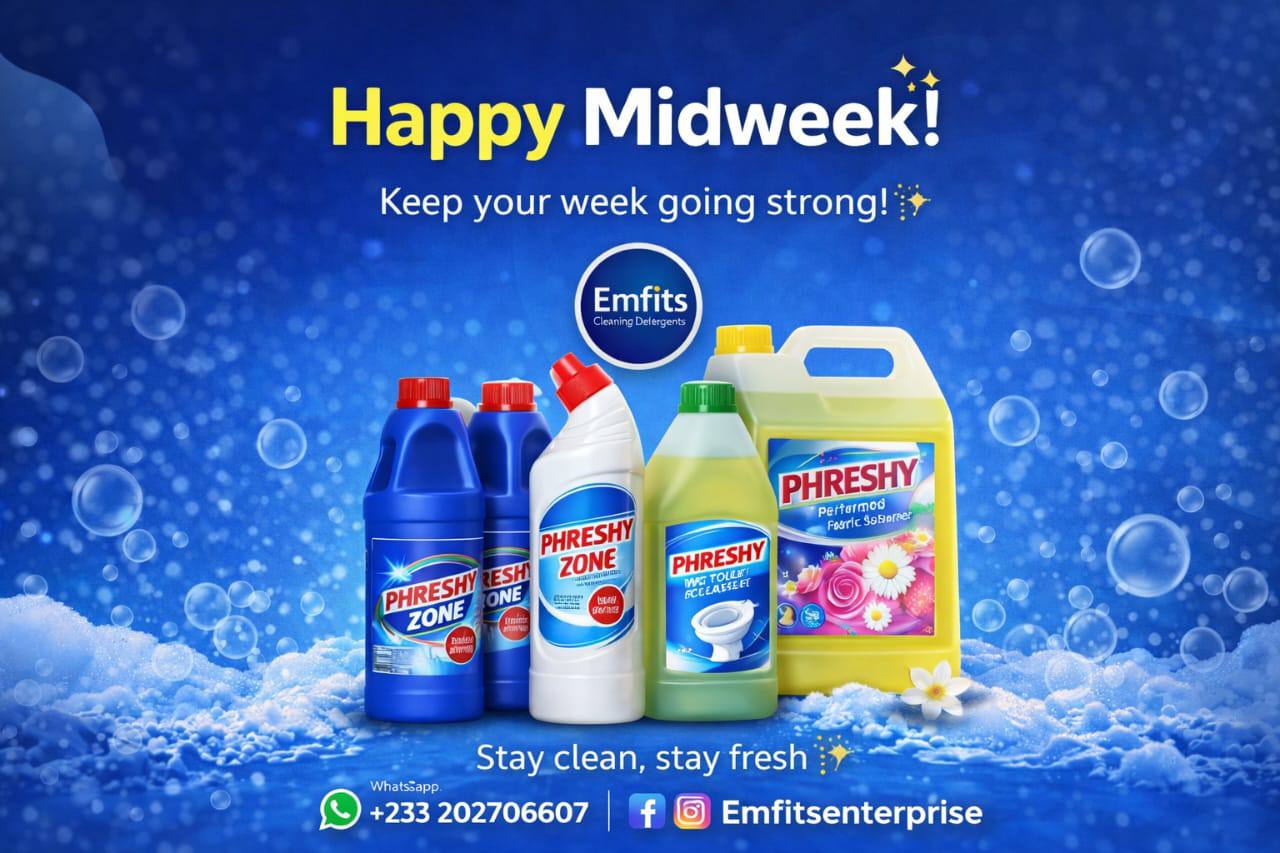 Happy Midweek!
Keep your week going strong!
Emfits
Cleaning Detergents
PHRESHY
ZONE
PHRESHY
ZONE
PHRESHY
ZONE
PHRESHY
PHRESHY
Stay clean, stay fresh
WhatsSapp.
+233 202706607
Emfitsenterprise